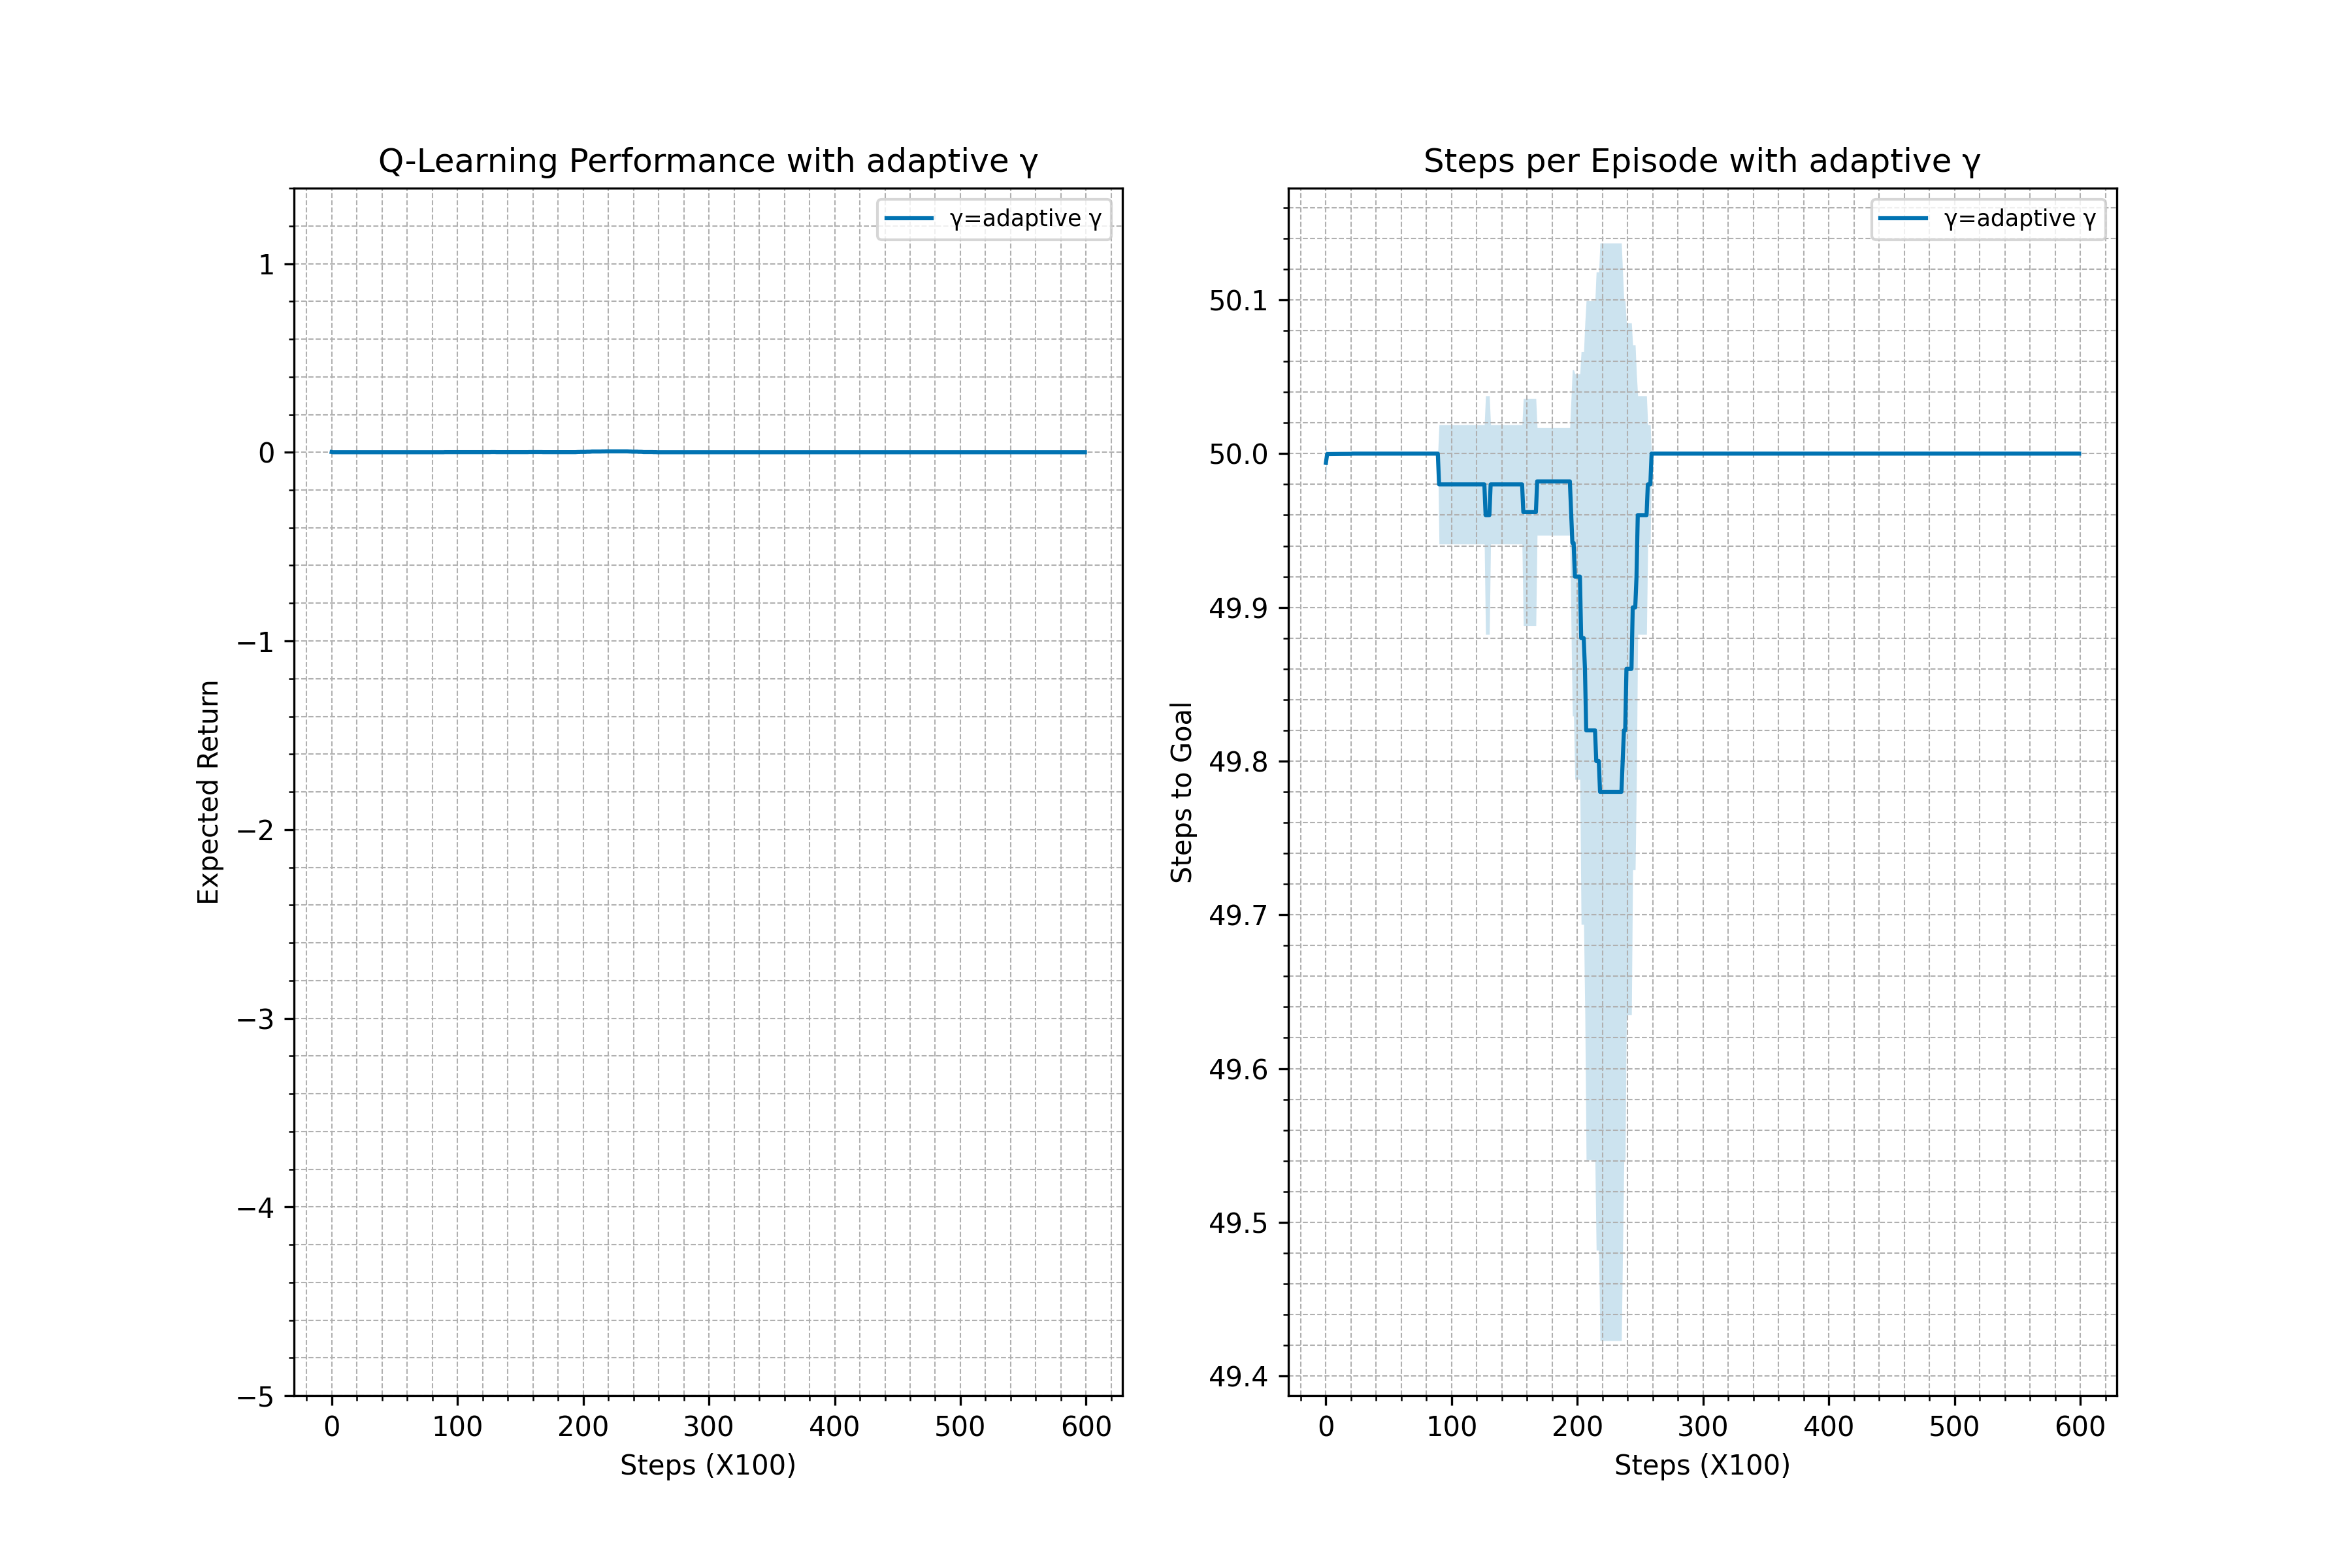 Q-Learning Performance with adaptive γ
γ=adaptive γ
1
0
−1
−2
−3
−4
−5
Expected Return
0 100 200 300 400 500 600
Steps (X100)
Steps per Episode with adaptive γ
γ=adaptive γ
50.1
50.0
49.9
49.8
49.7
49.6
49.5
49.4
Steps to Goal
0 100 200 300 400 500 600
Steps (X100)